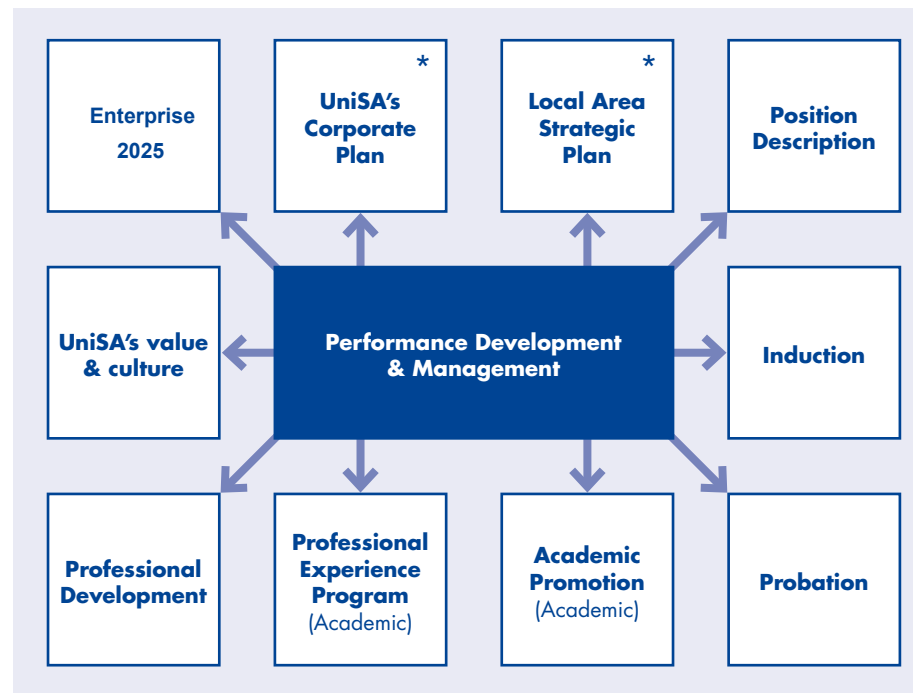 Enterprise
2025
*
UniSA's
Corporate
Plan
*
Local Area
Strategic
Plan
Position
Description
UniSA's value
& culture
Performance Development
& Management
Induction
Professional
Development
Professional
Experience
Program
(Academic)
Academic
Promotion
(Academic)
Probation